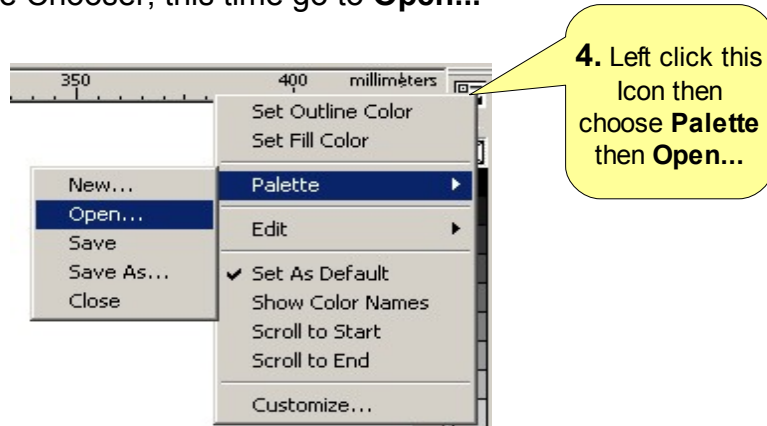 e Chooser, this time go to Open...
4. Left click this
Icon then
choose Palette
then Open...
350 400 millimeters
Set Outline Color
Set Fill Color
Palette
Edit
Set As Default
Show Color Names
Scroll to Start
Scroll to End
Customize...
New...
Open...
Save
Save As...
Close